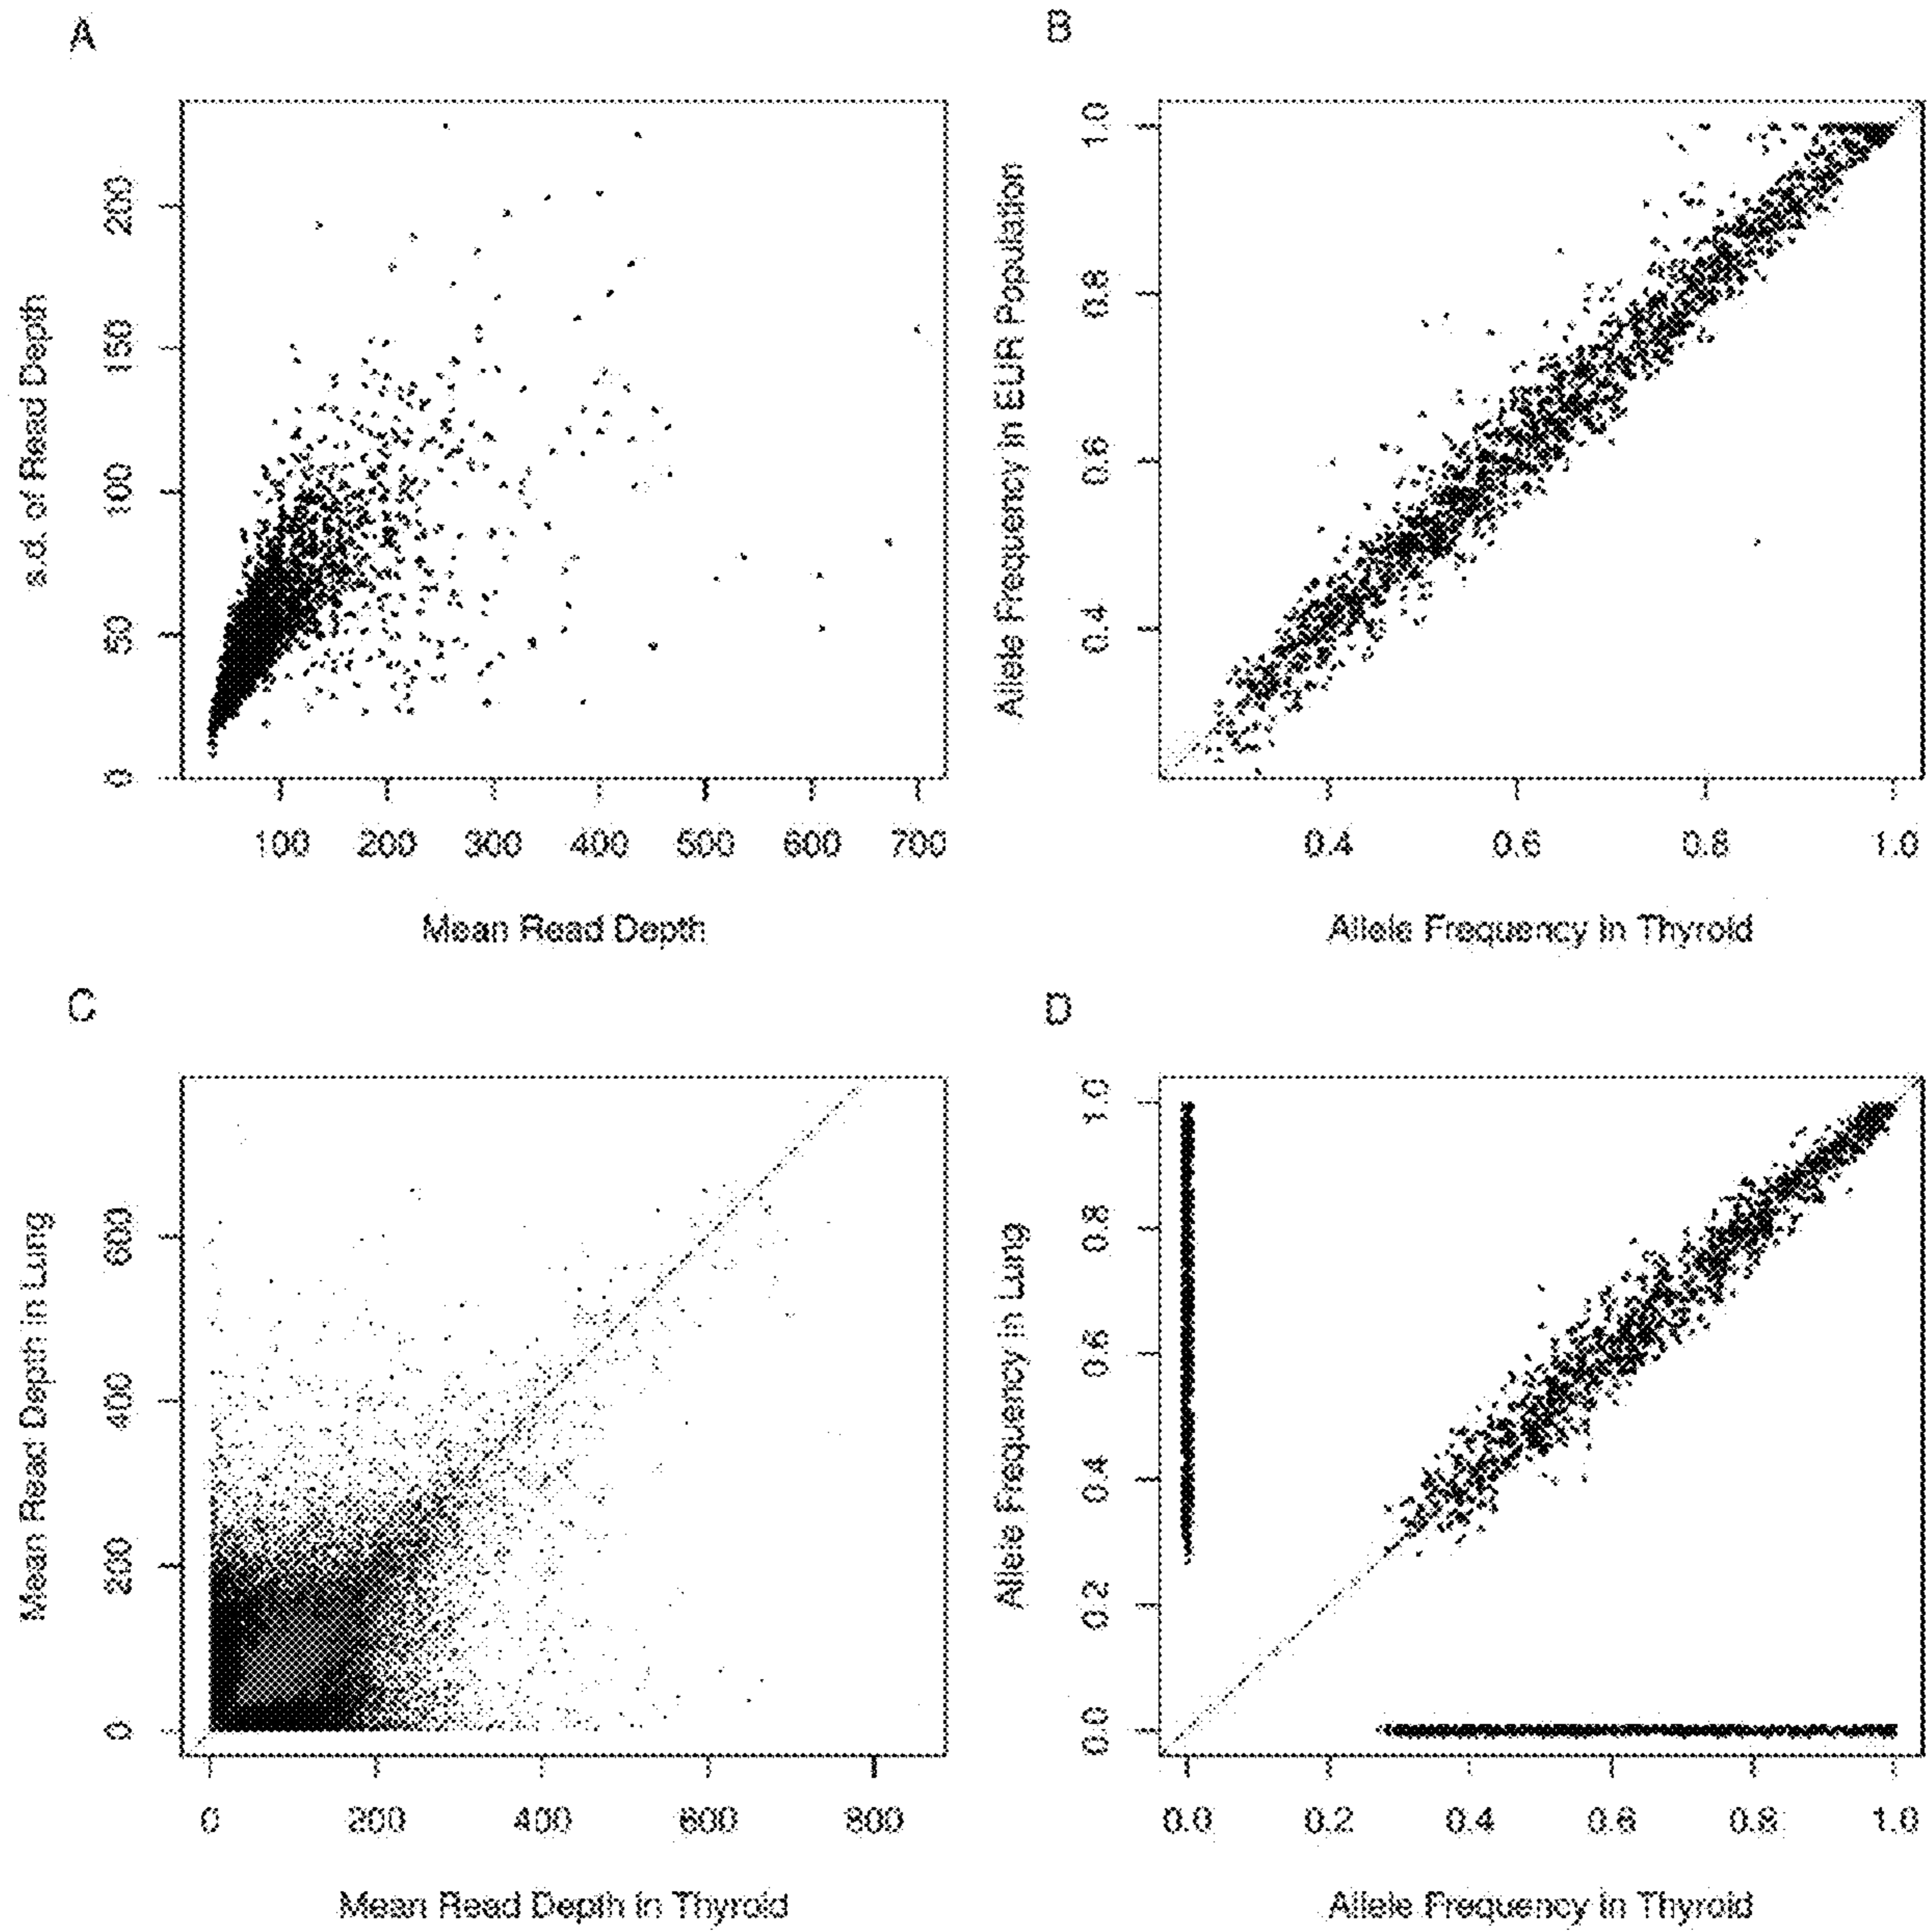 A
s.d. of Read Depth
200
150
100
50
0
100 200 300 400 500 600 700
Mean Read Depth
B
Allele Frequency in EUR Population
1.0
0.8
0.6
0.4
0.4 0.6 0.8 1.0
Allele Frequency in Thyroid
C
Mean Read Depth in Lung
600
400
200
0
0 200 400 600 800
Mean Read Depth in Thyroid
D
Allele Frequency in Lung
1.0
0.8
0.6
0.4
0.2
0.0
0.0 0.2 0.4 0.6 0.8 1.0
Allele Frequency in Thyroid